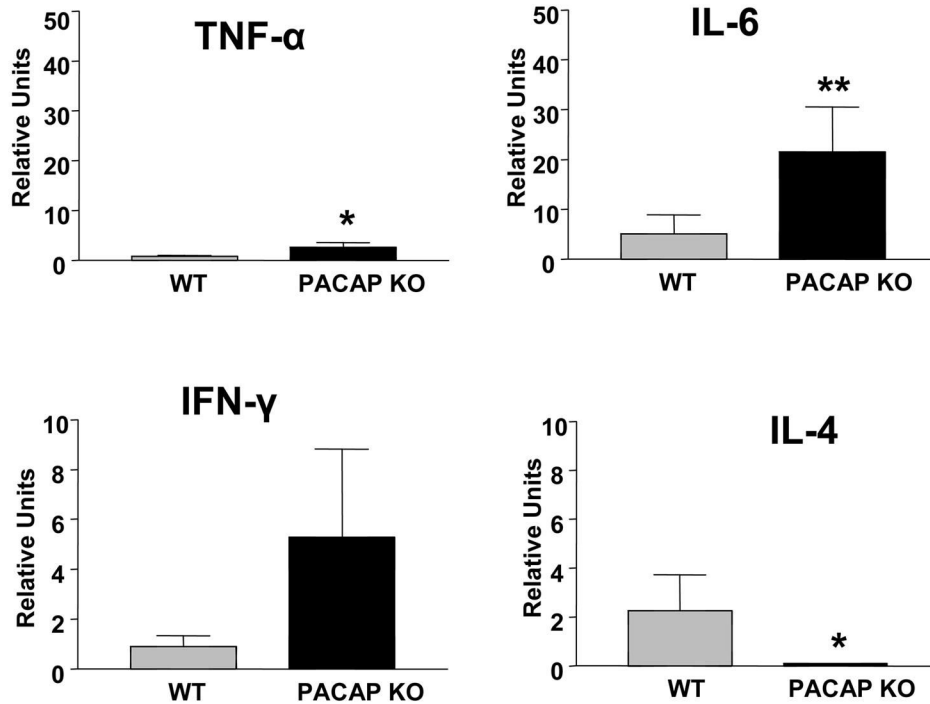 TNF-α
Relative Units
50
40
30
20
10
0
*
WT
PACAP KO
IL-6
Relative Units
50
40
30
20
10
0
**
WT
PACAP KO
IFN-γ
Relative Units
10
8
6
4
2
0
WT
PACAP KO
IL-4
Relative Units
10
8
6
4
2
0
*
WT
PACAP KO